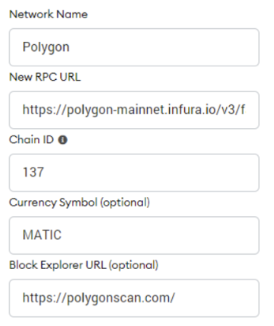 Network Name
Polygon
New RPC URL
https://polygon-mainnet.infura.io/v3/f
Chain ID
137
Currency Symbol (optional)
MATIC
Block Explorer URL (optional)
https://polygonscan.com/